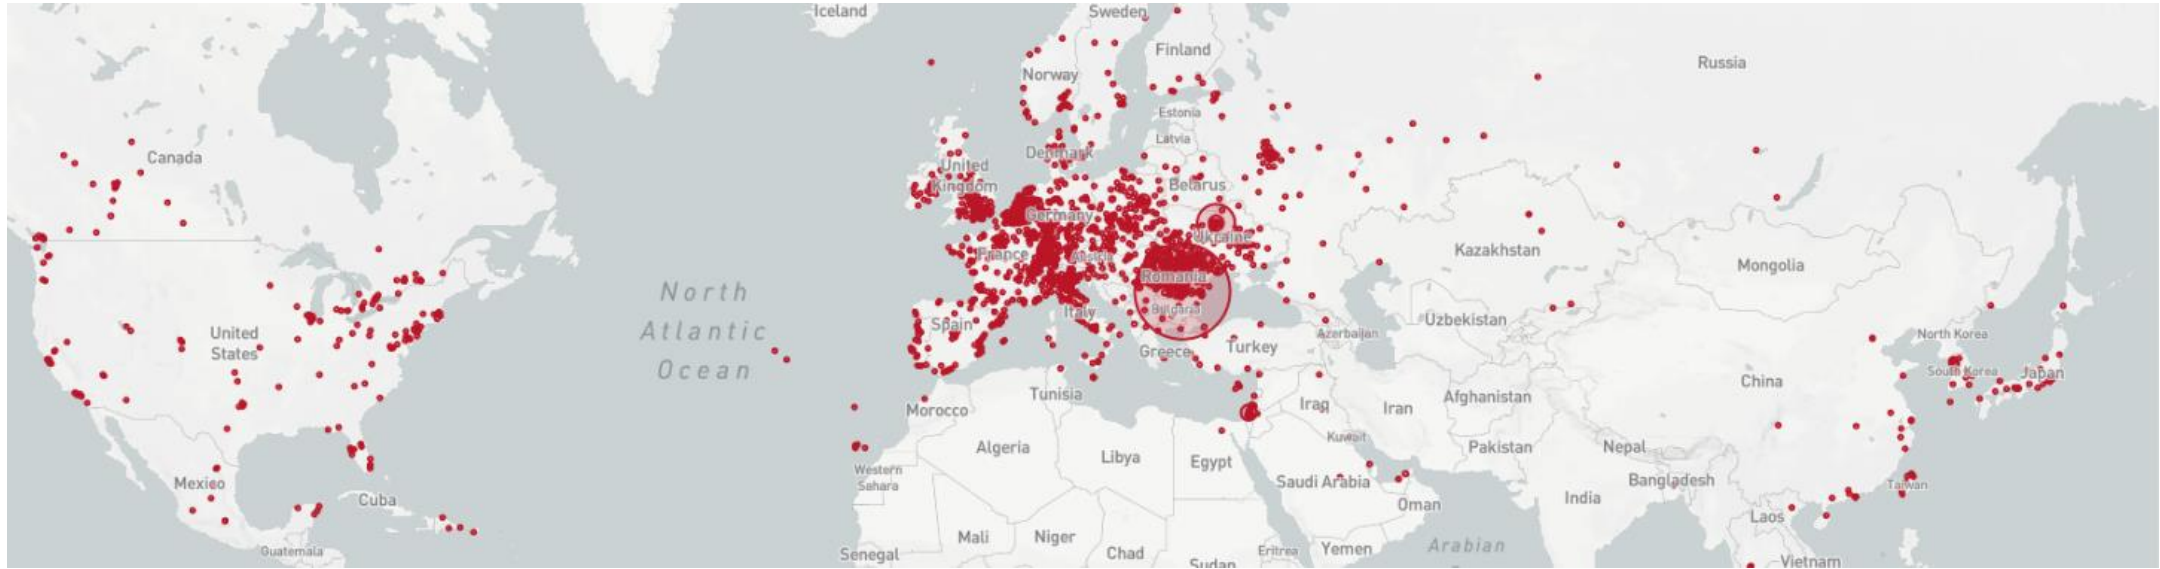 Iceland
Sweden
Finland
Norway
Russia
Estonia
Latvia
Denmark
Canada
United
Kingdom
Belarus
Germany
Ukraine
France
Austria
Kazakhstan
Mongolia
Romania
North
Atlantic
Ocean
Bulgaria
Italy
Spain
United
States
Uzbekistan
Azerbaijan
North Korea
Greece
Turkey
South Korea
Japan
China
Tunisia
Morocco
Iraq
Iran
Afghanistan
Kuwait
Algeria
Libya
Egypt
Pakistan
Nepal
Western
Sahara
Mexico
Cuba
Saudi Arabia
Bangladesh
Taiwan
India
Oman
Laos
Mali
Niger
Chad
Sudan
Eritrea
Yemen
Arabian
Guatemala
Senegal
Vietnam